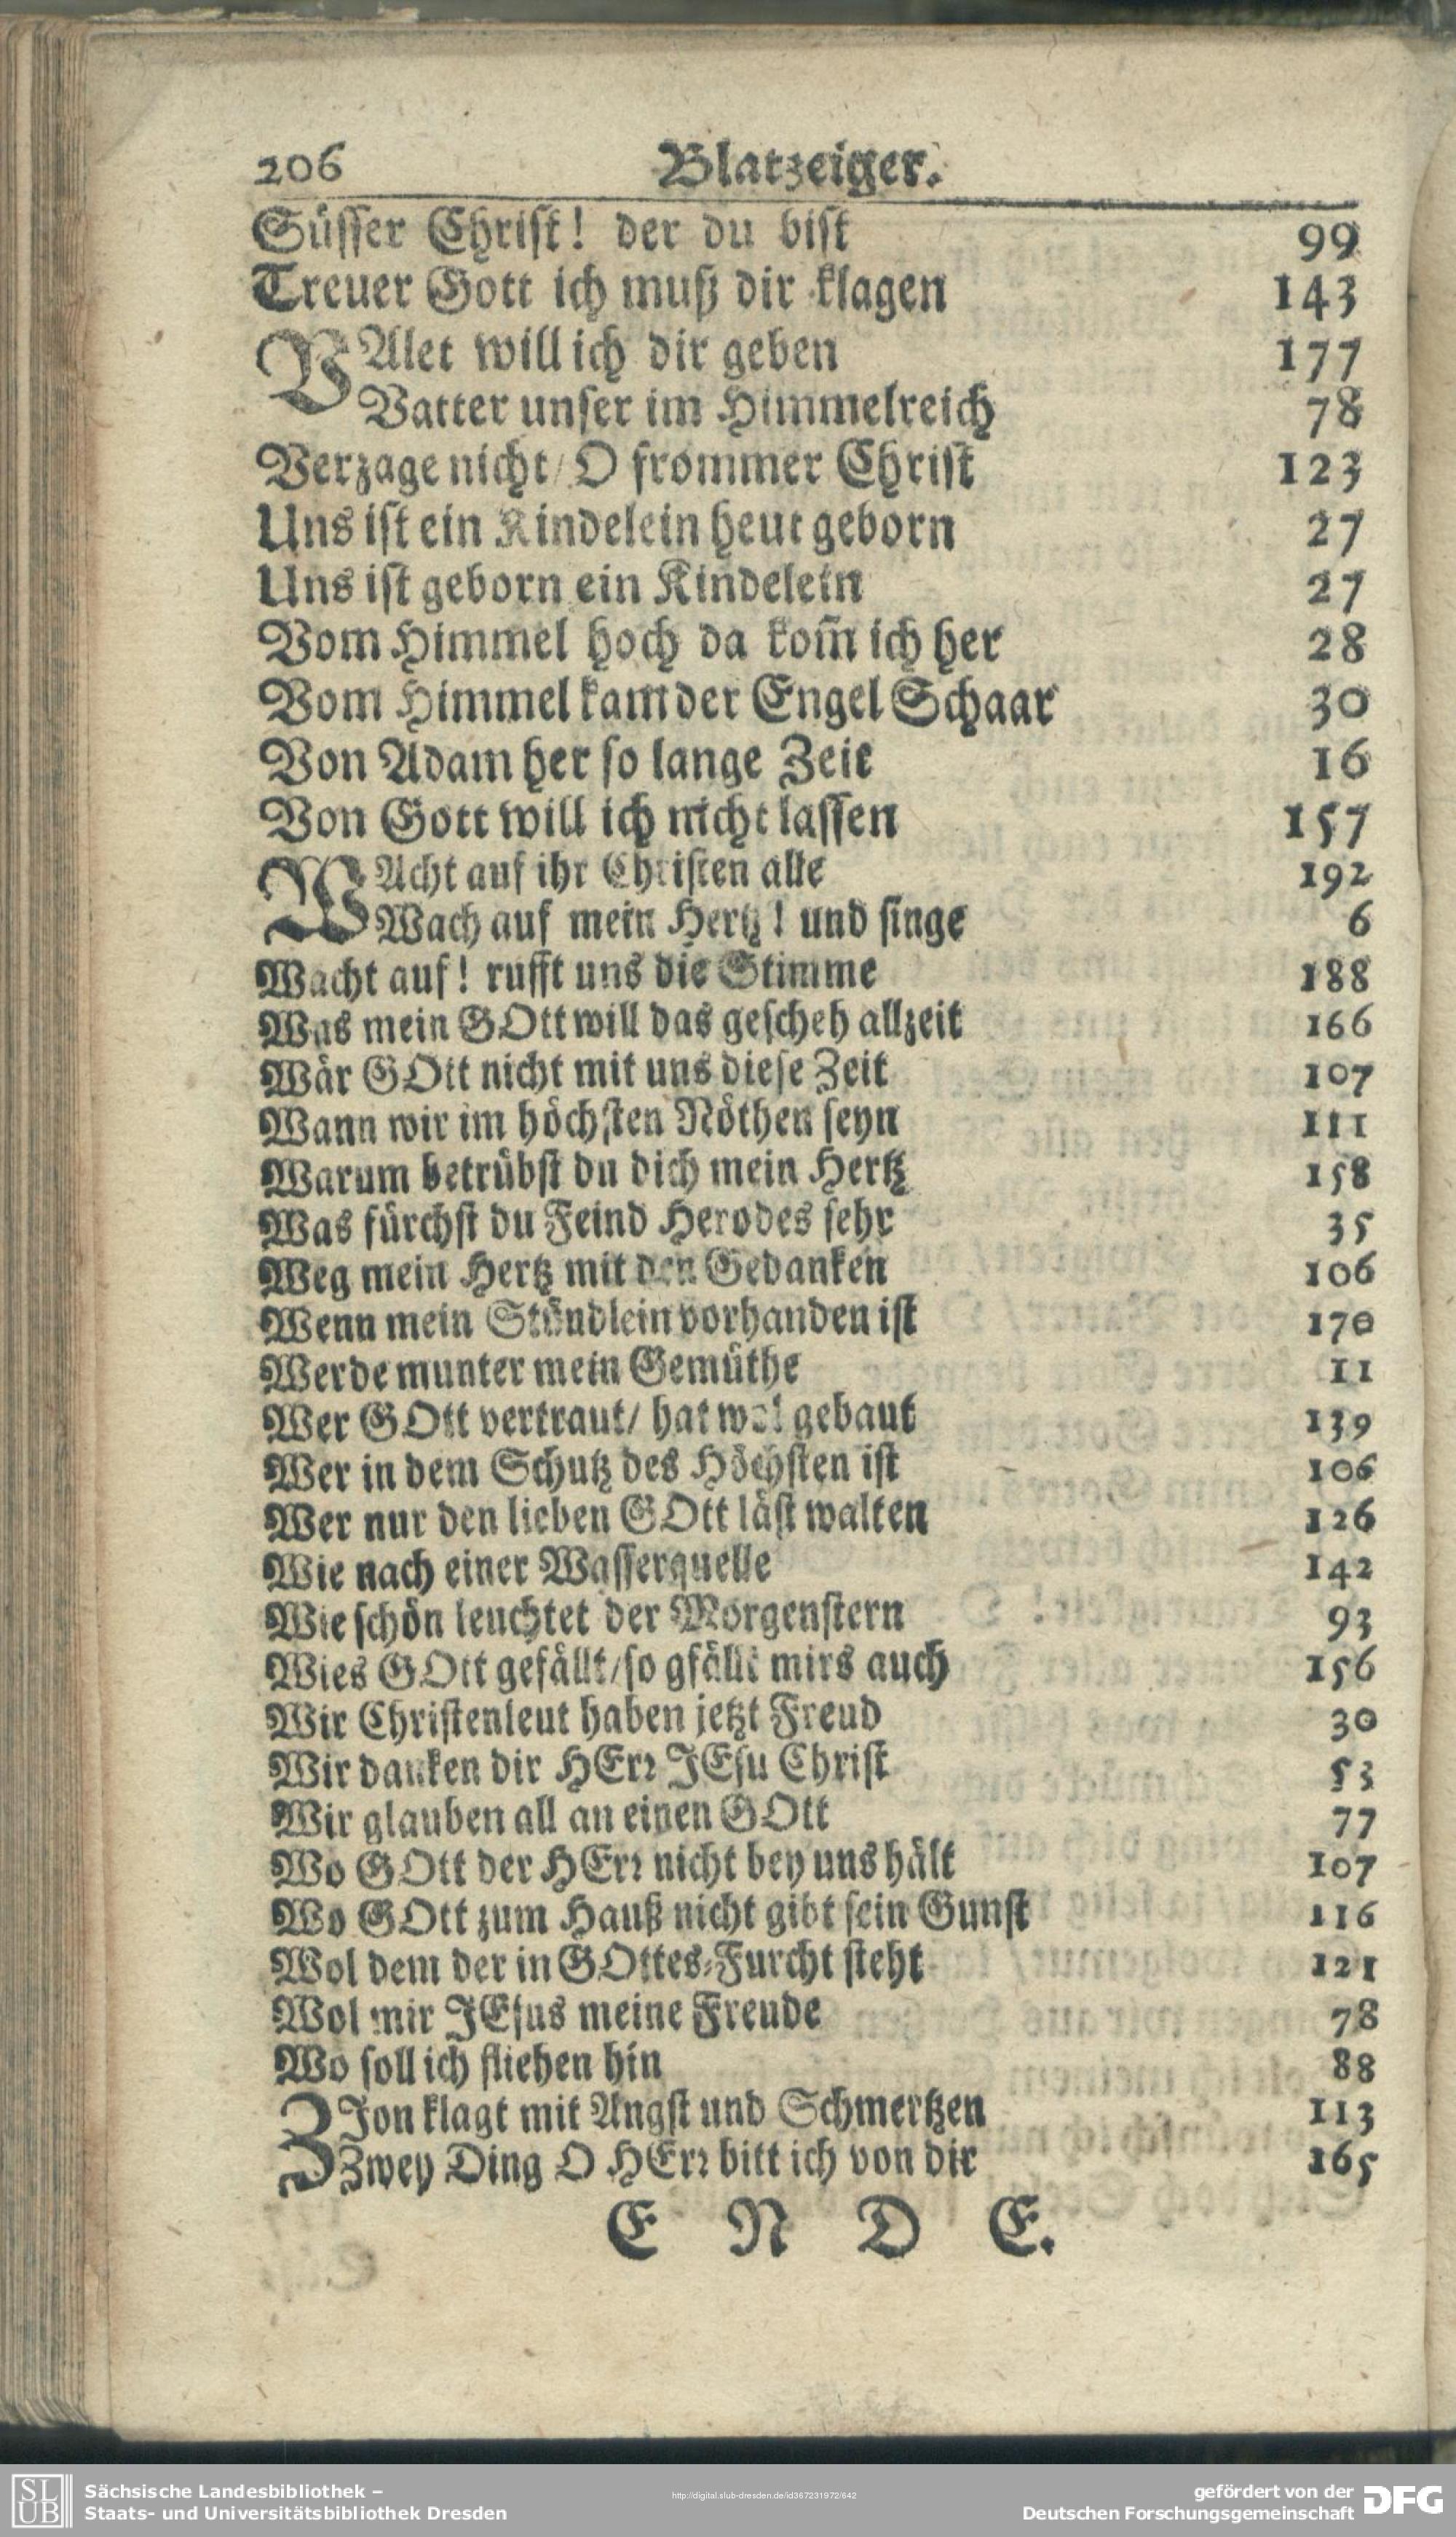 206 Blatzeiger.
Süsser Christ! der du bist 99
Treuer Gott ich muß dir klagen 143
VAlet will ich dir geben 177
Vatter unser im Himmelreich 78
Verzage nicht/ O frommer Christ 123
Uns ist ein Kindelein heut geborn 27
Uns ist geborn ein Kindelein 27
Vom Himmel hoch da kom̃ ich her 28
Vom Himmel kam der Engel Schaar 30
Von Adam her so lange Zeit 16
Von Gott will ich nicht lassen 157
WAcht auf ihr Christen alle 192
Wach auf mein Hertz! und singe 6
Wacht auf! rufft uns die Stimme 188
Was mein GOtt will das gescheh allzeit 166
Wär GOtt nicht mit uns diese Zeit 107
Wann wir im höchsten Nöthen seyn 111
Warum betrübst du dich mein Hertz 158
Was fürchst du Feind Herodes sehr 35
Weg mein Hertz mit den Gedanken 106
Wenn mein Stündlein vorhanden ist 170
Werde munter mein Gemüthe 11
Wer GOtt vertraut/ hat wol gebaut 139
Wer in dem Schutz des Höchsten ist 106
Wer nur den lieben GOtt läst walten 126
Wie nach einer Wasserquelle 142
Wie schön leuchtet der Morgenstern 93
Wies GOtt gefällt/ so gfällt mirs auch 156
Wir Christenleut haben jetzt Freud 30
Wir danken dir HErr JEsu Christ 53
Wir glauben all an einen GOtt 77
Wo GOtt der HErr nicht bey uns hält 107
Wo GOtt zum Hauß nicht gibt sein Gunst 116
Wol dem der in GOttes-Furcht steht 121
Wol mir JEsus meine Freude 78
Wo soll ich fliehen hin 88
ZJon klagt mit Angst und Schmertzen 113
Zwey Ding O HErr bitt ich von dir 165
E N D E.
SLUB
Sächsische Landesbibliothek –
Staats- und Universitätsbibliothek Dresden
http://digital.slub-dresden.de/id367231972/642
gefördert von der
Deutschen Forschungsgemeinschaft
DFG